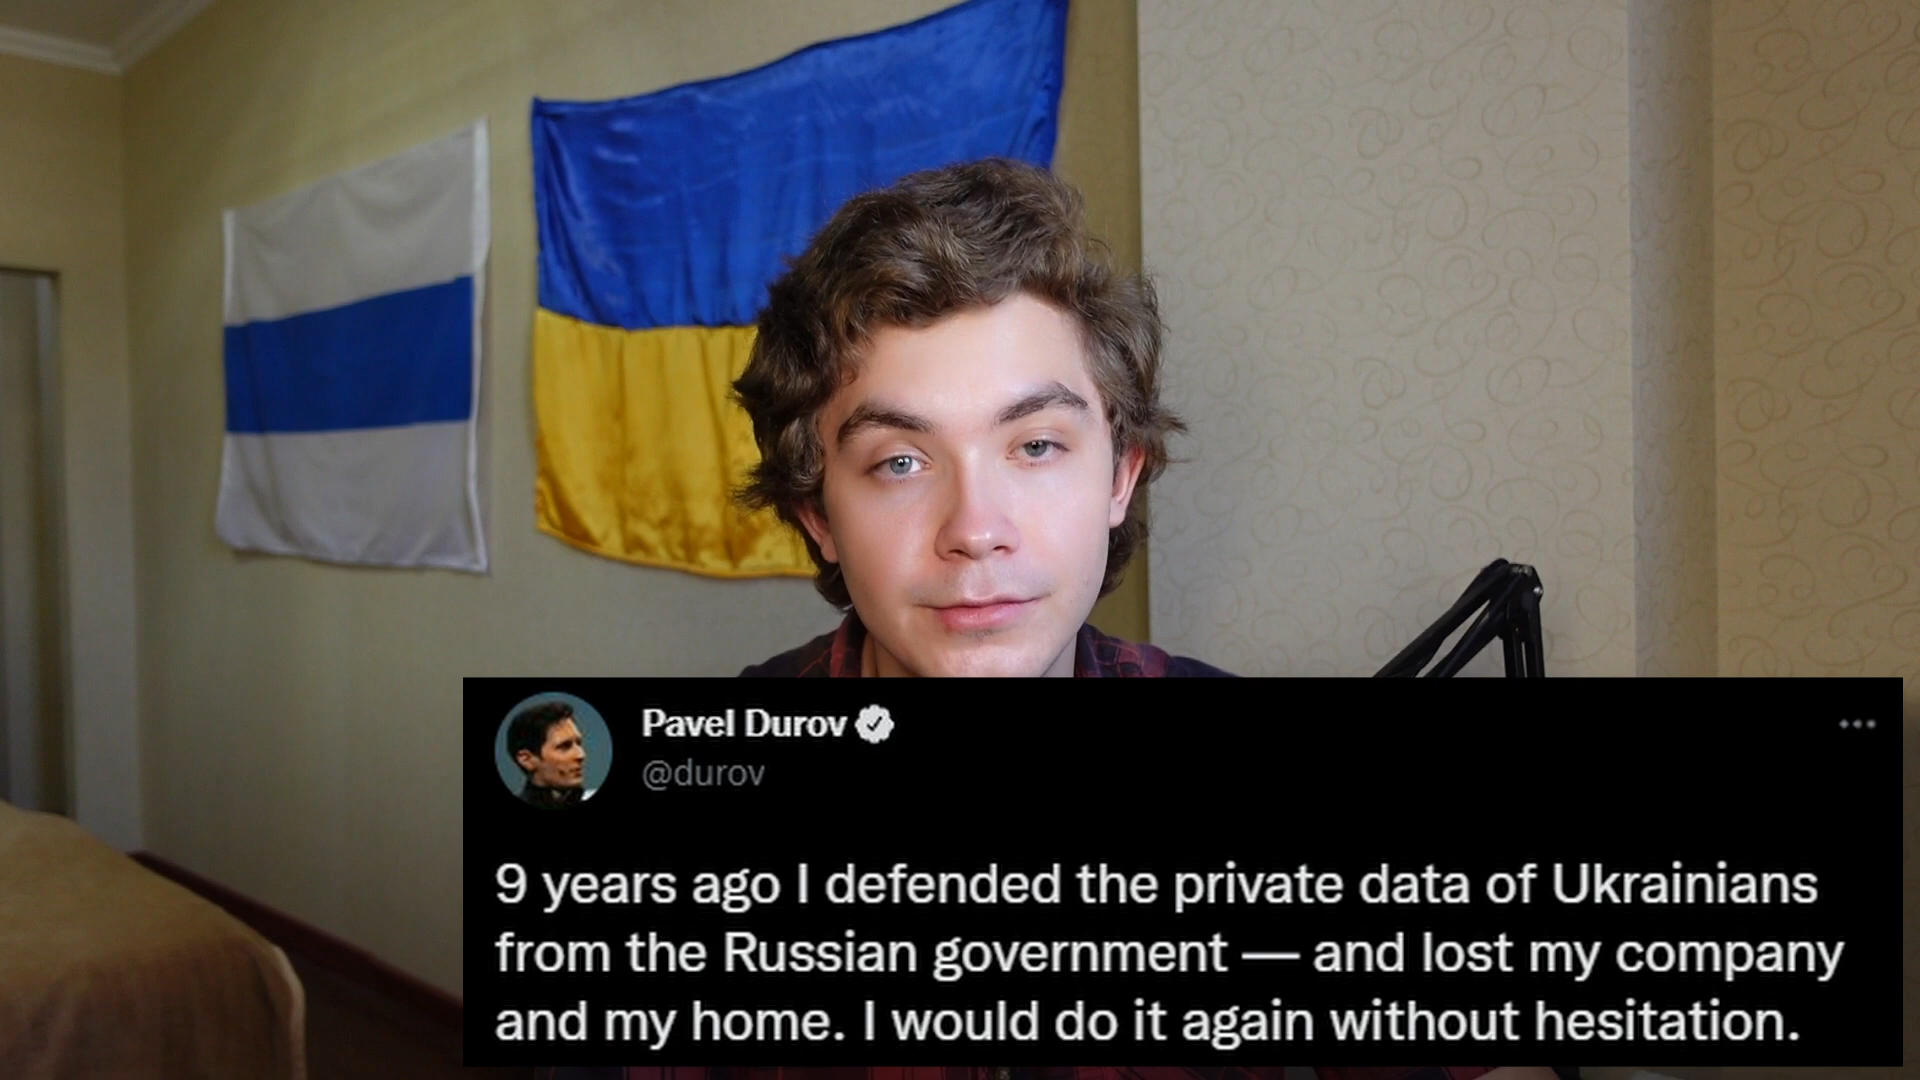 Pavel Durov
@durov
9 years ago I defended the private data of Ukrainians
from the Russian government — and lost my company
and my home. I would do it again without hesitation.